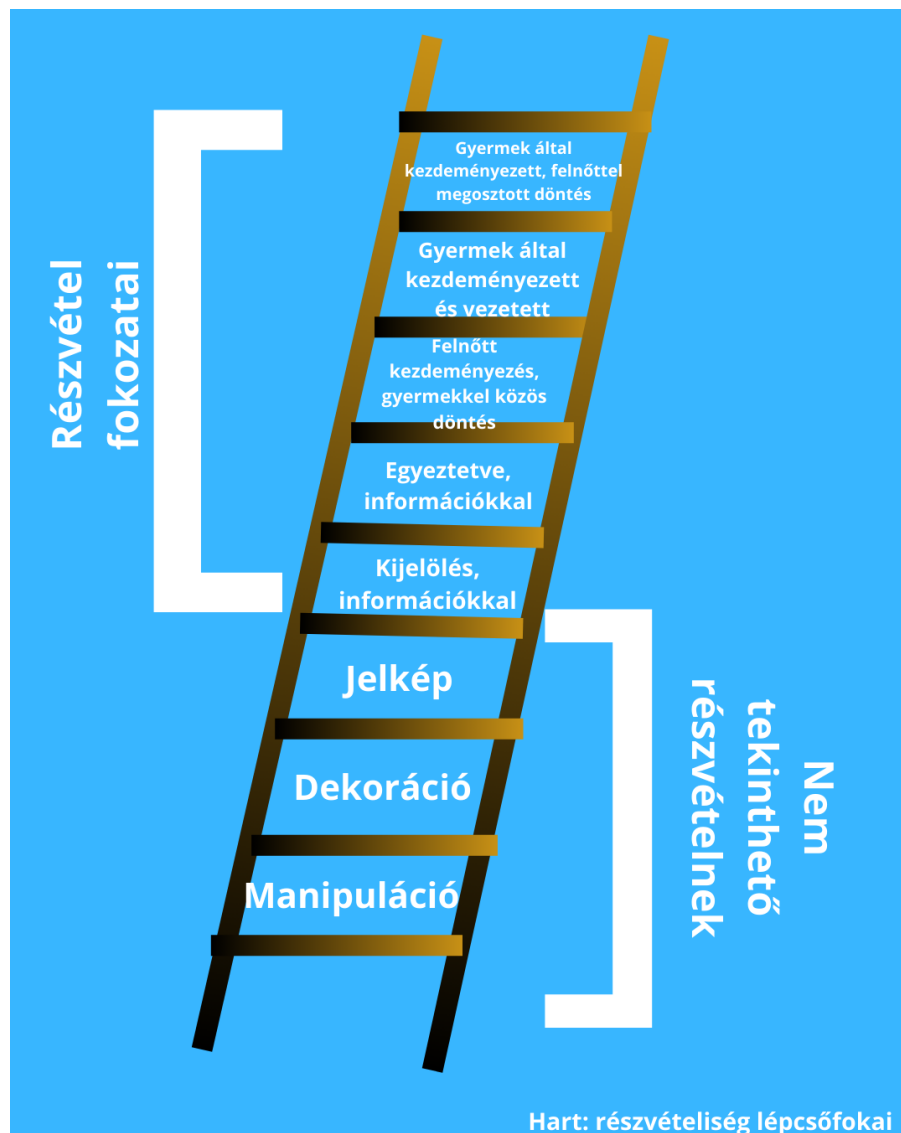 Gyermek által
kezdeményezett, felnőttel
megosztott döntés
Gyermek által
kezdeményezett
és vezetett
Felnőtt
kezdeményezés,
gyermekkel közös
döntés
Egyeztetve,
információkkal
Kijelölés,
információkkal
Jelkép
Dekoráció
Manipuláció
Részvétel
fokozatai
Nem
tekinthető
részvételnek
Hart: részvételiség lépcsőfokai